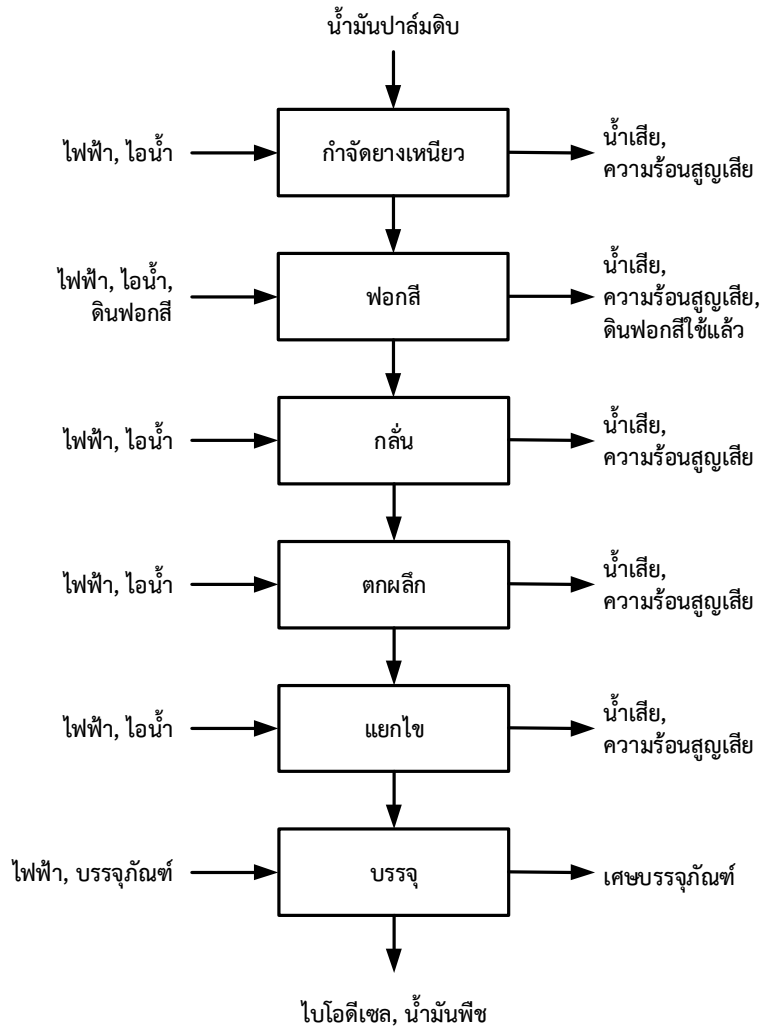 น้ำมันปาล์มดิบ
ไฟฟ้า, ไอน้ำ
กำจัดยางเหนียว
น้ำเสีย,
ความร้อนสูญเสีย
ไฟฟ้า, ไอน้ำ,
ดินฟอกสี
ฟอกสี
น้ำเสีย,
ความร้อนสูญเสีย,
ดินฟอกสีใช้แล้ว
ไฟฟ้า, ไอน้ำ
กลั่น
น้ำเสีย,
ความร้อนสูญเสีย
ไฟฟ้า, ไอน้ำ
ตกผลึก
น้ำเสีย,
ความร้อนสูญเสีย
ไฟฟ้า, ไอน้ำ
แยกไข
น้ำเสีย,
ความร้อนสูญเสีย
ไฟฟ้า, บรรจุภัณฑ์
บรรจุ
เศษบรรจุภัณฑ์
ไบโอดีเซล, น้ำมันพืช